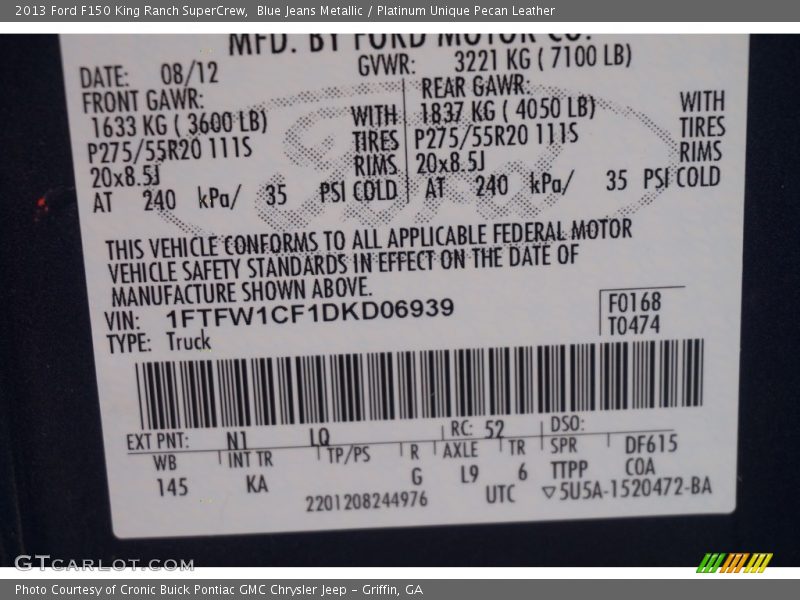 2013 Ford F150 King Ranch SuperCrew,  Blue Jeans Metallic / Platinum Unique Pecan Leather
MFD. BY FORD MOTOR CO.
DATE: 08/12 GVWR: 3221 KG ( 7100 LB)
FRONT GAWR: REAR GAWR:
1633 KG ( 3600 LB) WITH 1837 KG ( 4050 LB) WITH
P275/55R20 111S TIRES P275/55R20 111S TIRES
20x8.5J RIMS 20x8.5J RIMS
AT 240 kPa/ 35 PSI COLD AT 240 kPa/ 35 PSI COLD
Ford
THIS VEHICLE CONFORMS TO ALL APPLICABLE FEDERAL MOTOR
VEHICLE SAFETY STANDARDS IN EFFECT ON THE DATE OF
MANUFACTURE SHOWN ABOVE.
VIN: 1FTFW1CF1DKD06939 F0168
TYPE: Truck T0474
EXT PNT: N1 LQ RC: 52 DSO:
WB INT TR TP/PS R AXLE TR SPR DF615
145 KA G L9 6 TTPP COA
2201208244976 UTC ▽5U5A-1520472-BA
GTCARLOT.COM
Photo Courtesy of Cronic Buick Pontiac GMC Chrysler Jeep – Griffin, GA